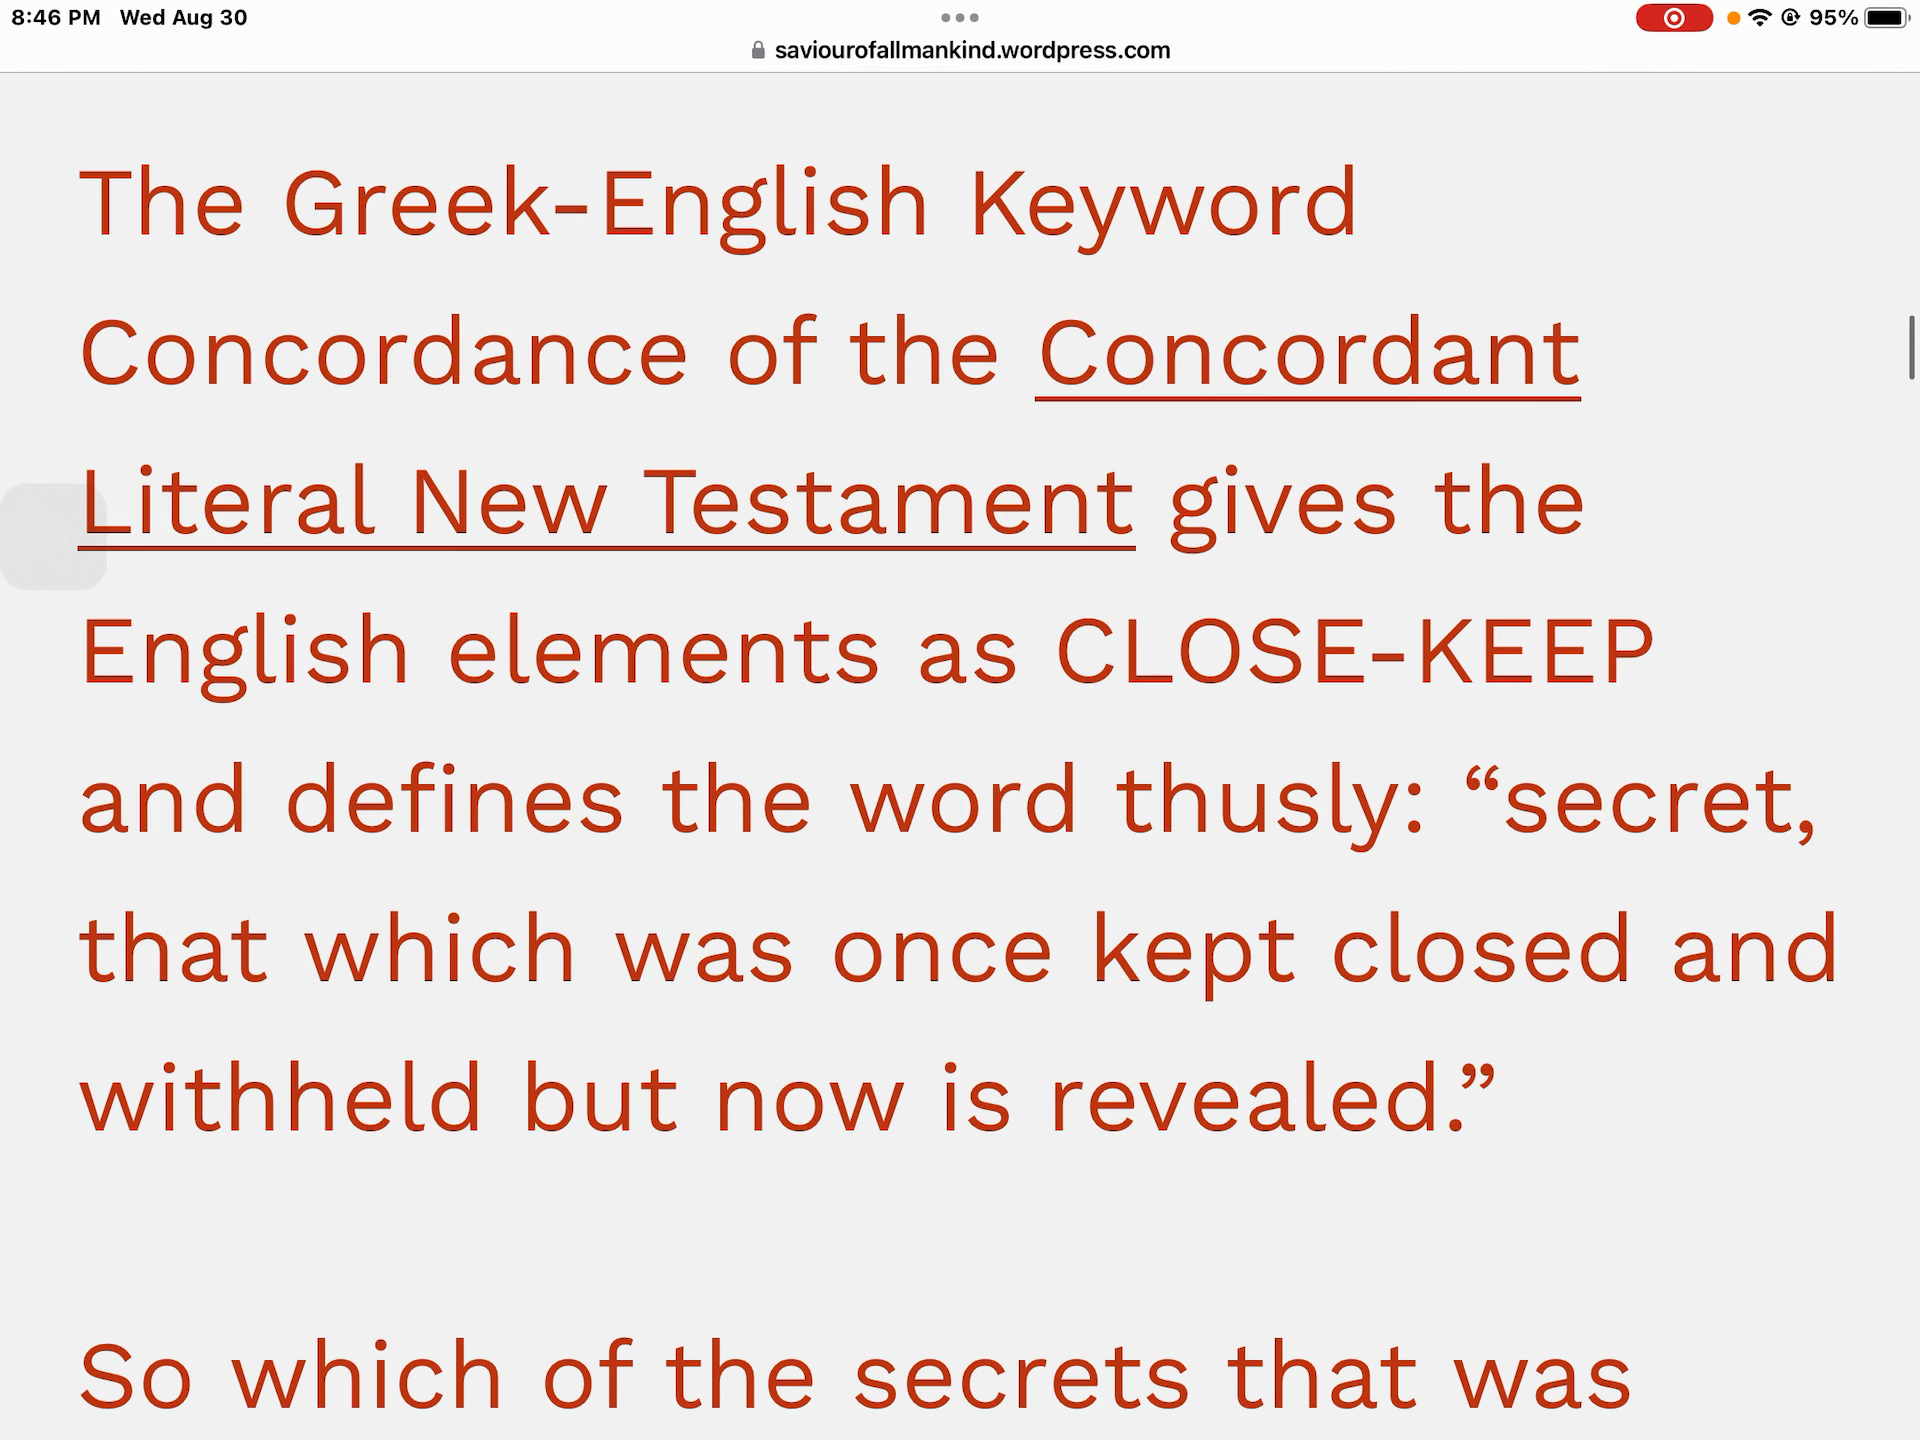 8:46 PM Wed Aug 30
95%
saviourofallmankind.wordpress.com
The Greek-English Keyword
Concordance of the Concordant
Literal New Testament gives the
English elements as CLOSE-KEEP
and defines the word thusly: “secret,
that which was once kept closed and
withheld but now is revealed.”
So which of the secrets that was